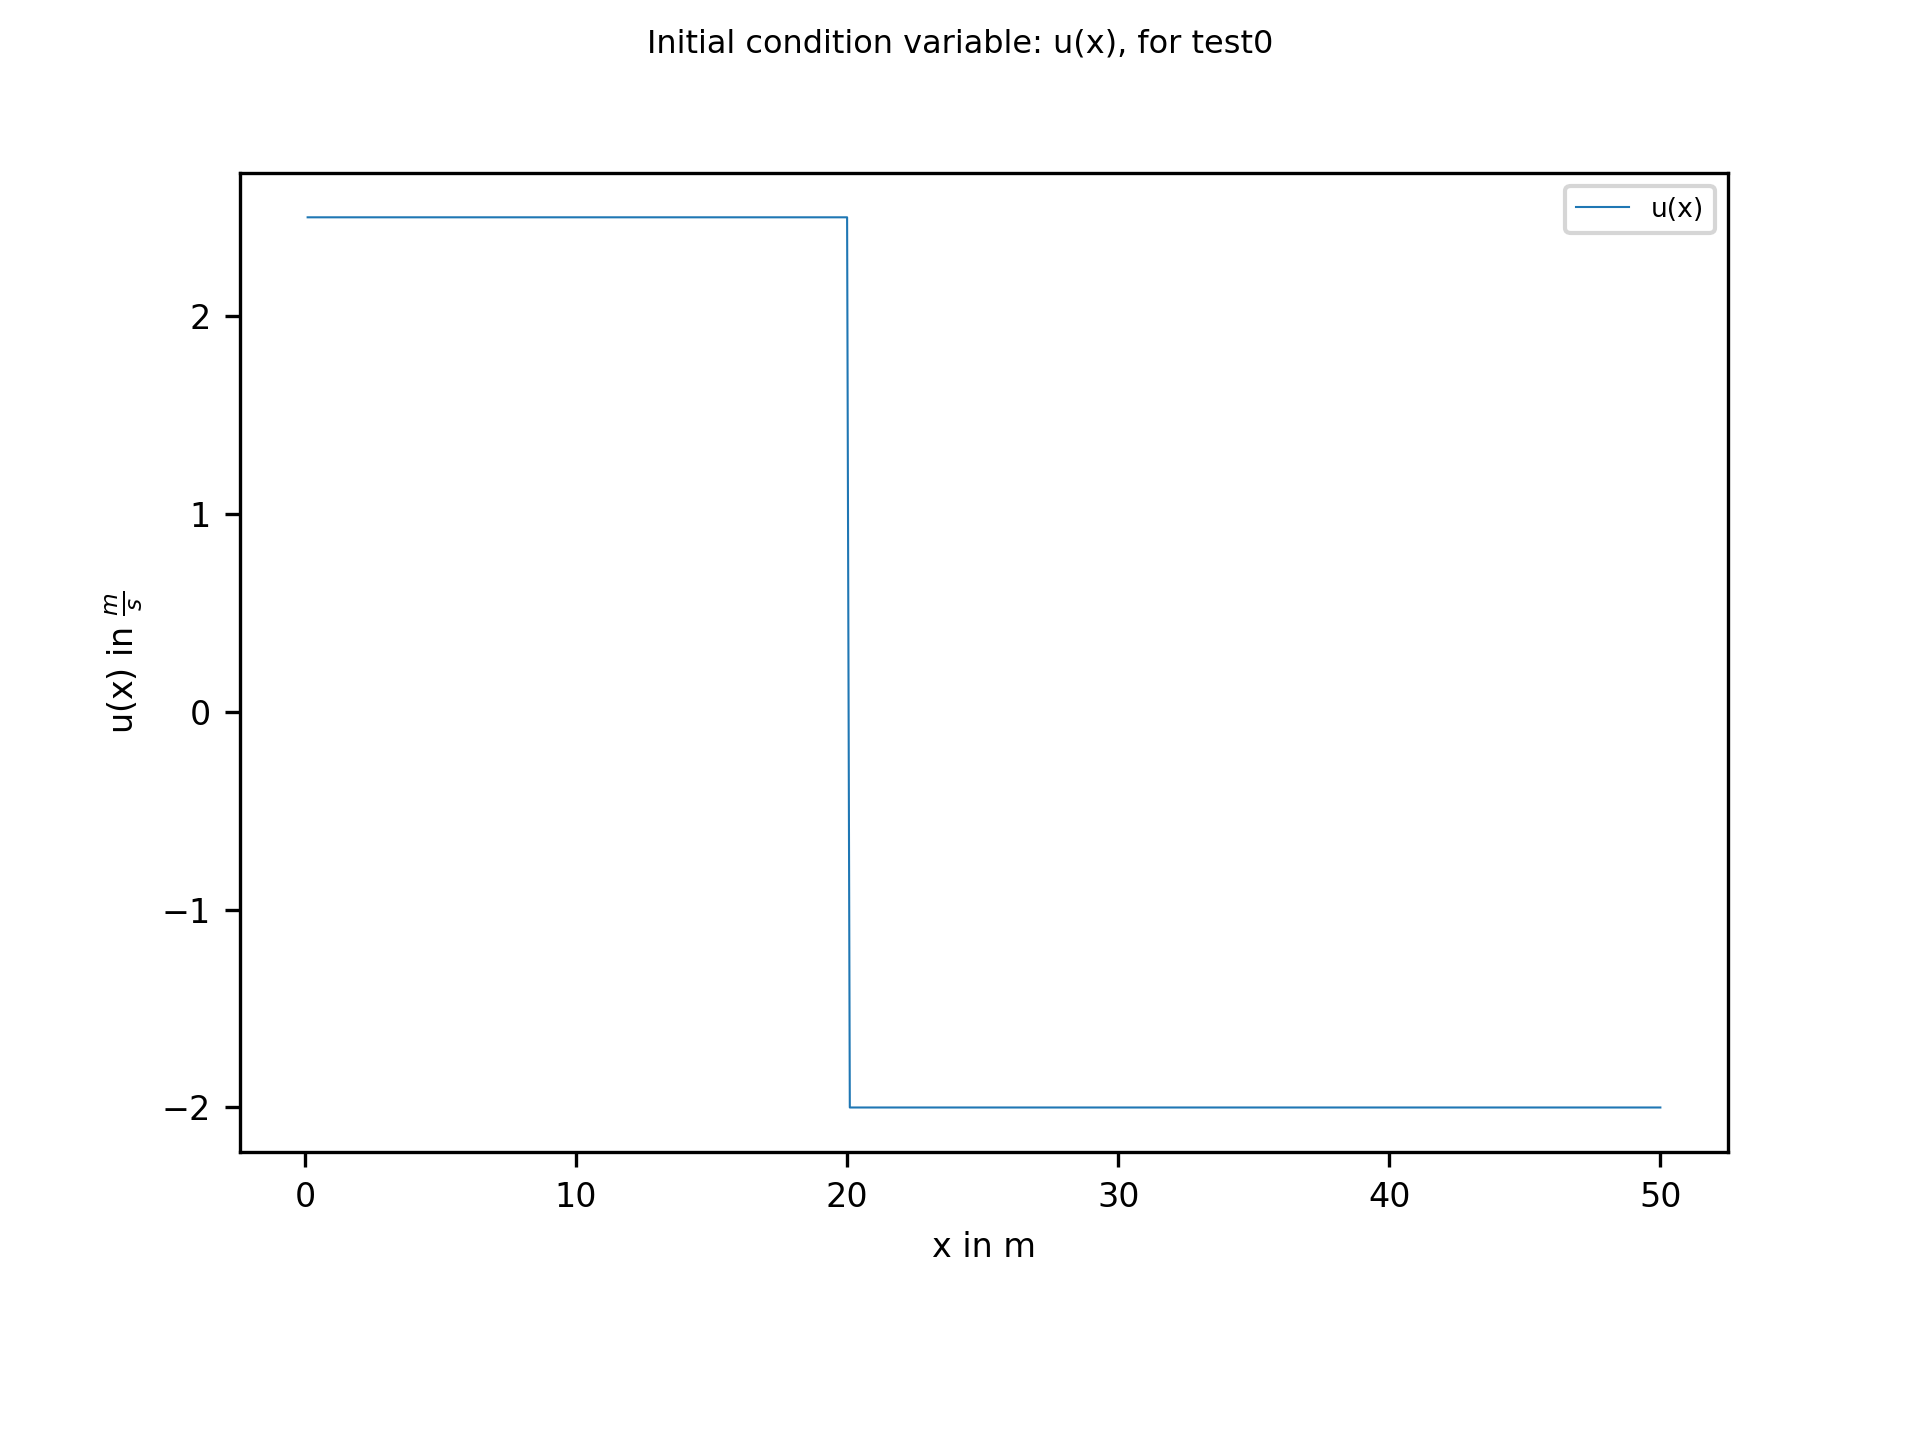 Initial condition variable: u(x), for test0
u(x)
2
1
0
−1
−2
u(x) in m/s
0 10 20 30 40 50
x in m